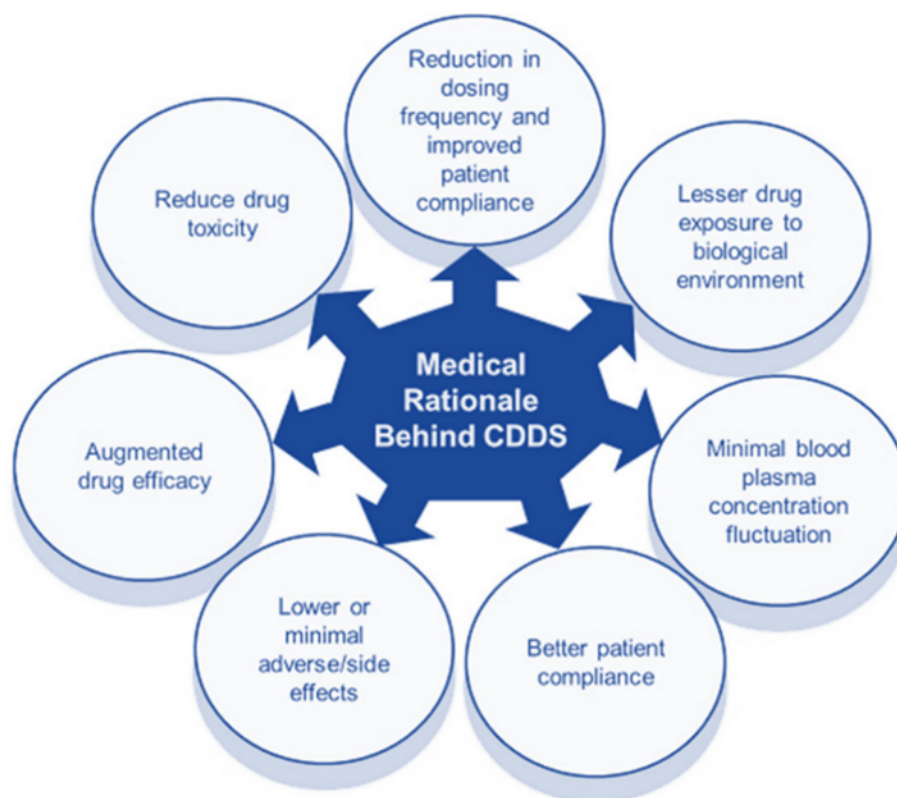 Reduction in
dosing
frequency and
improved
patient
compliance
Lesser drug
exposure to
biological
environment
Minimal blood
plasma
concentration
fluctuation
Better patient
compliance
Lower or
minimal
adverse/side
effects
Augmented
drug efficacy
Reduce drug
toxicity
Medical
Rationale
Behind CDDS